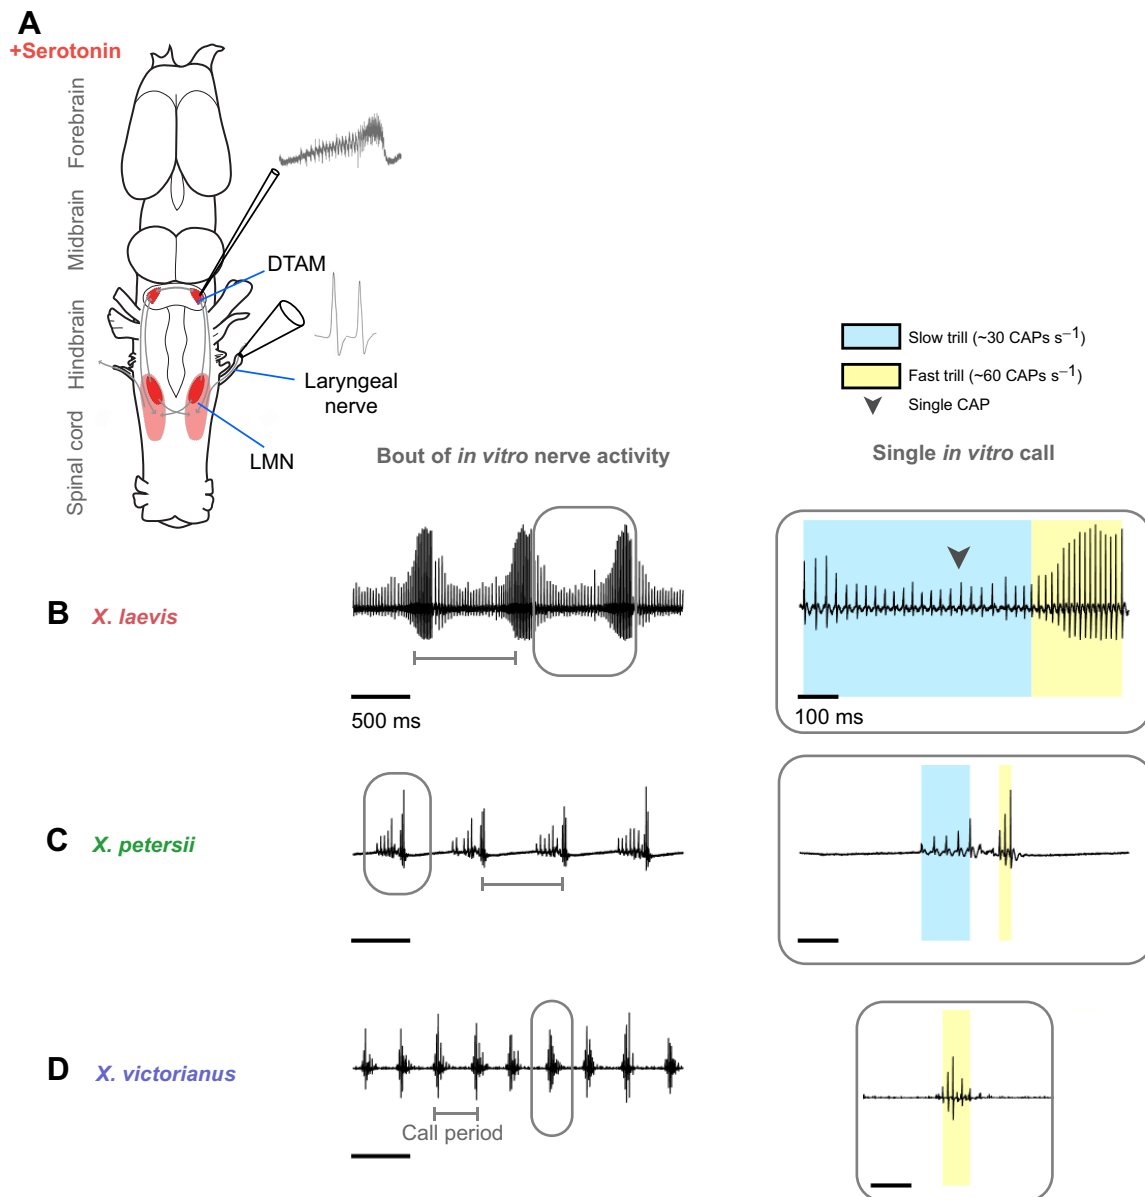 A
+Serotonin
Forebrain
Midbrain
Hindbrain
Spinal cord
DTAM
Laryngeal
nerve
LMN
Slow trill (~30 CAPs s⁻¹)
Fast trill (~60 CAPs s⁻¹)
Single CAP
Bout of in vitro nerve activity
Single in vitro call
B X. laevis
500 ms
100 ms
C X. petersii
D X. victorianus
Call period